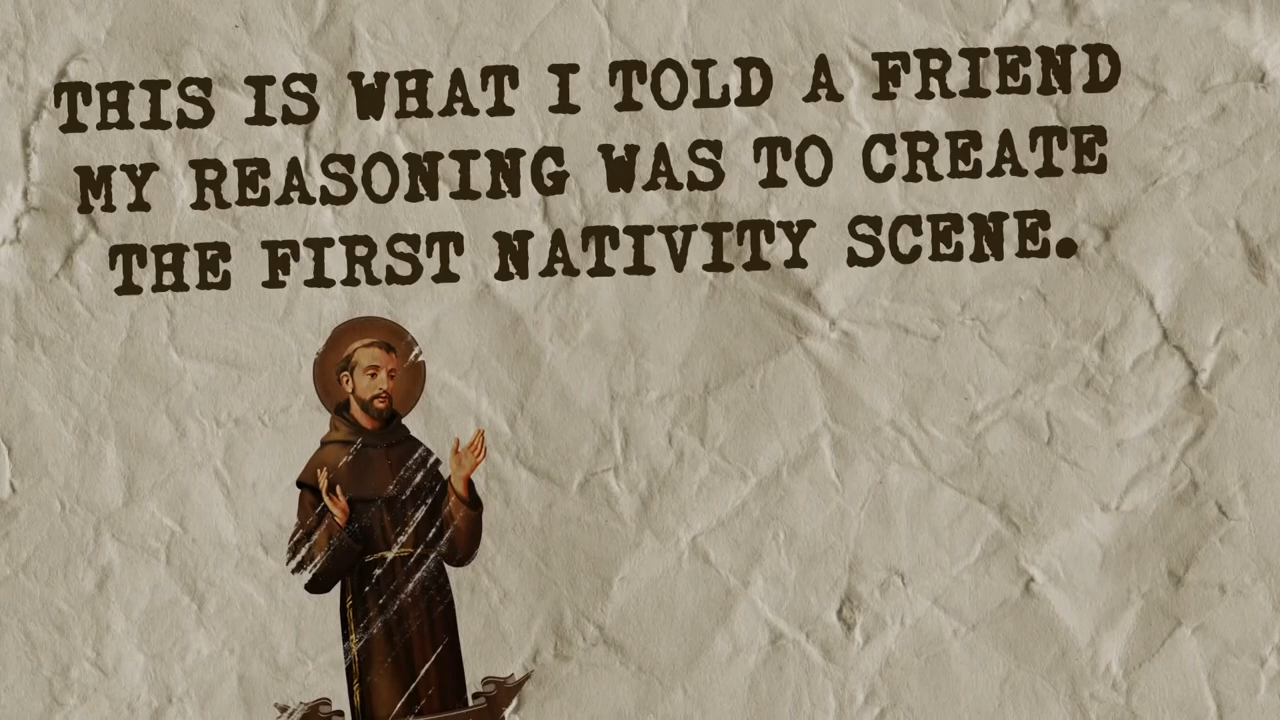 THIS IS WHAT I TOLD A FRIEND
MY REASONING WAS TO CREATE
THE FIRST NATIVITY SCENE.